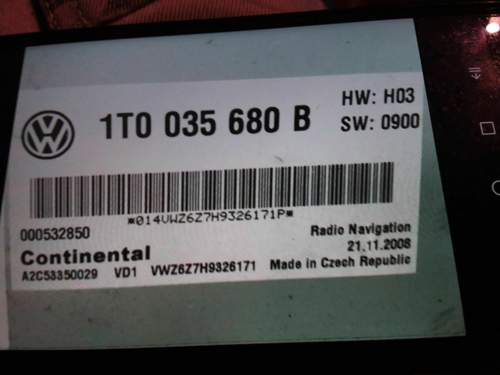 VW
1T0 035 680 B
HW: H03
SW: 0900
*014VWZ6Z7H9326171P*
000532850
Continental
A2C53350029 VD1 VWZ6Z7H9326171
Radio Navigation
21.11.2008
Made in Czech Republic